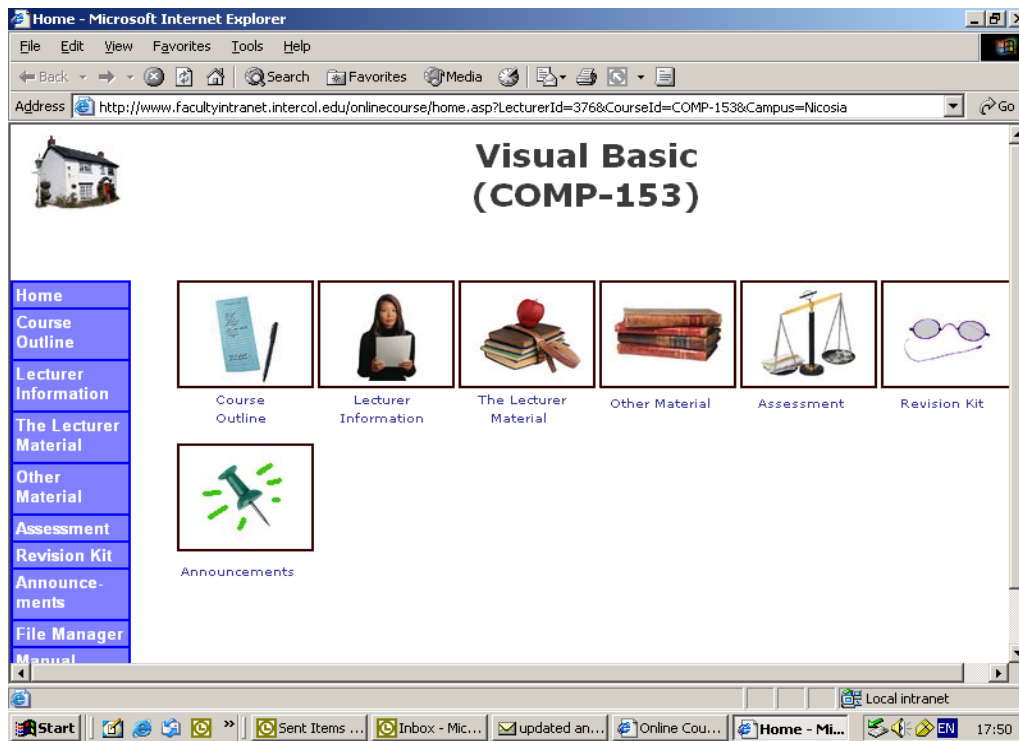 Home - Microsoft Internet Explorer
File Edit View Favorites Tools Help
Back Search Favorites Media
Address http://www.facultyintranet.intercol.edu/onlinecourse/home.asp?LecturerId=376&CourseId=COMP-153&Campus=Nicosia Go
Visual Basic
(COMP-153)
Home
Course
Outline
Lecturer
Information
The Lecturer
Material
Other
Material
Assessment
Revision Kit
Announce-
ments
File Manager
Manual
Course
Outline
Lecturer
Information
The Lecturer
Material
Other Material
Assessment
Revision Kit
Announcements
Local intranet
Start » Sent Items ... Inbox - Mic... updated an... Online Cou... Home - Mi... EN 17:50